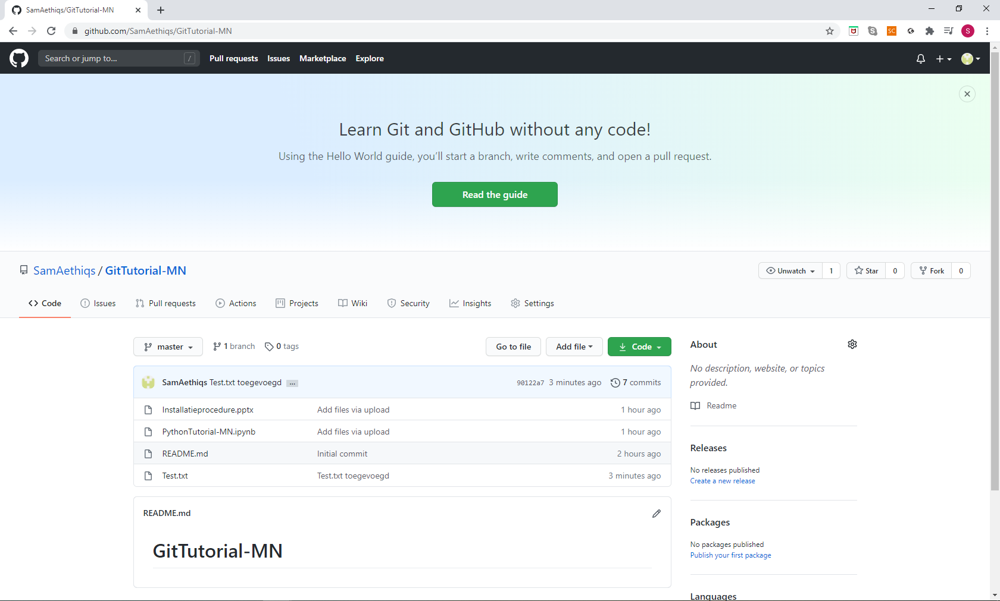 SamAethiqs/GitTutorial-MN
github.com/SamAethiqs/GitTutorial-MN
SC
S
Search or jump to... /
Pull requests Issues Marketplace Explore
Learn Git and GitHub without any code!
Using the Hello World guide, you’ll start a branch, write comments, and open a pull request.
Read the guide
SamAethiqs / GitTutorial-MN
Unwatch 1 Star 0 Fork 0
Code Issues Pull requests Actions Projects Wiki Security Insights Settings
master 1 branch 0 tags Go to file Add file Code
SamAethiqs Test.txt toegevoegd ... 90122a7 3 minutes ago 7 commits
Installatieprocedure.pptx Add files via upload 1 hour ago
PythonTutorial-MN.ipynb Add files via upload 1 hour ago
README.md Initial commit 2 hours ago
Test.txt Test.txt toegevoegd 3 minutes ago
README.md
GitTutorial-MN
About
No description, website, or topics
provided.
Readme
Releases
No releases published
Create a new release
Packages
No packages published
Publish your first package
Languages